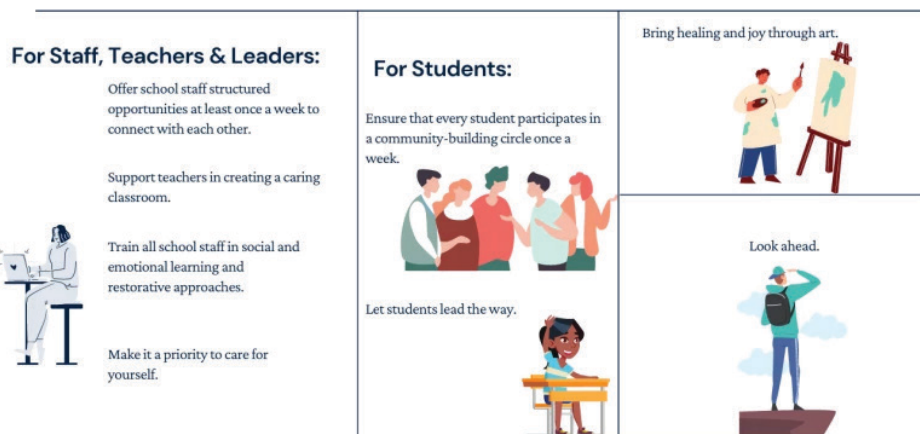 For Staff, Teachers & Leaders:
Offer school staff structured
opportunities at least once a week to
connect with each other.
Support teachers in creating a caring
classroom.
Train all school staff in social and
emotional learning and
restorative approaches.
Make it a priority to care for
yourself.
For Students:
Ensure that every student participates in
a community-building circle once a
week.
Let students lead the way.
Bring healing and joy through art.
Look ahead.